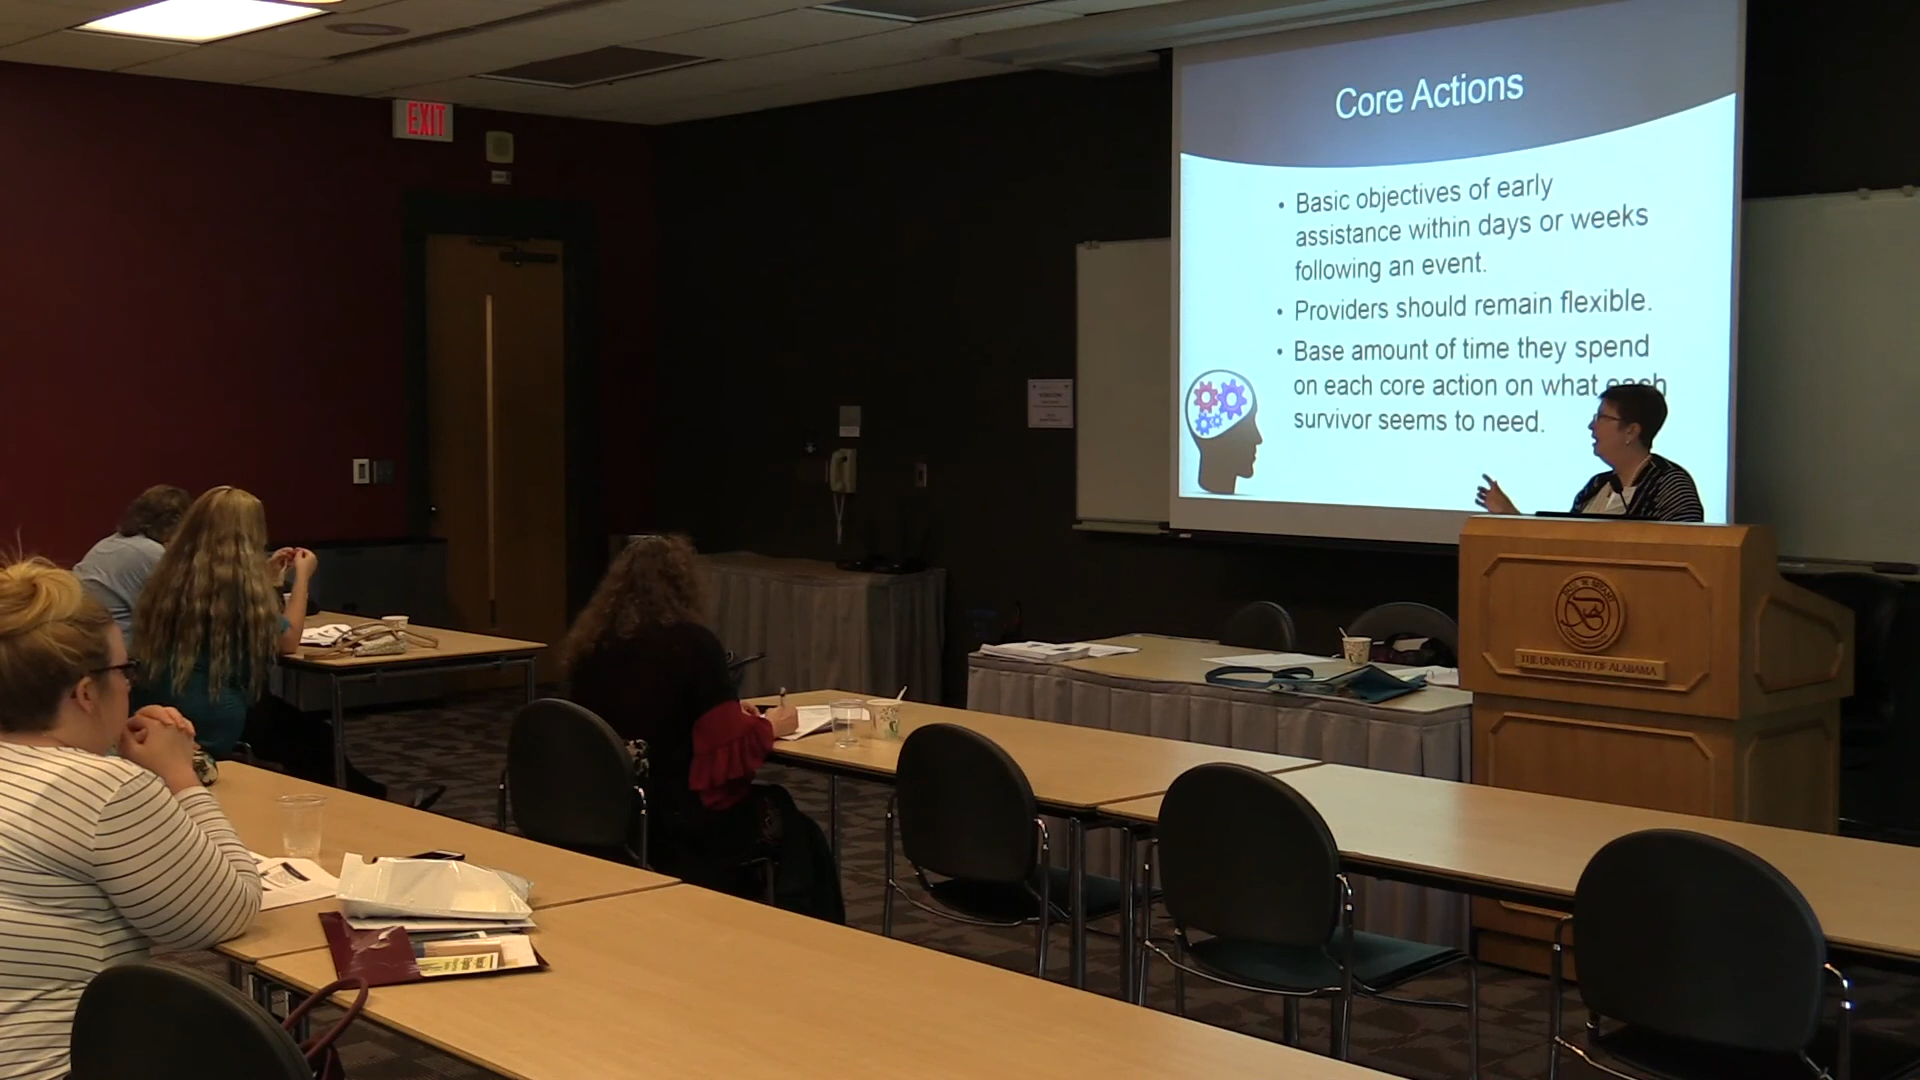 EXIT
Core Actions
• Basic objectives of early
assistance within days or weeks
following an event.
• Providers should remain flexible.
• Base amount of time they spend
on each core action on what each
survivor seems to need.
THE UNIVERSITY OF ALABAMA